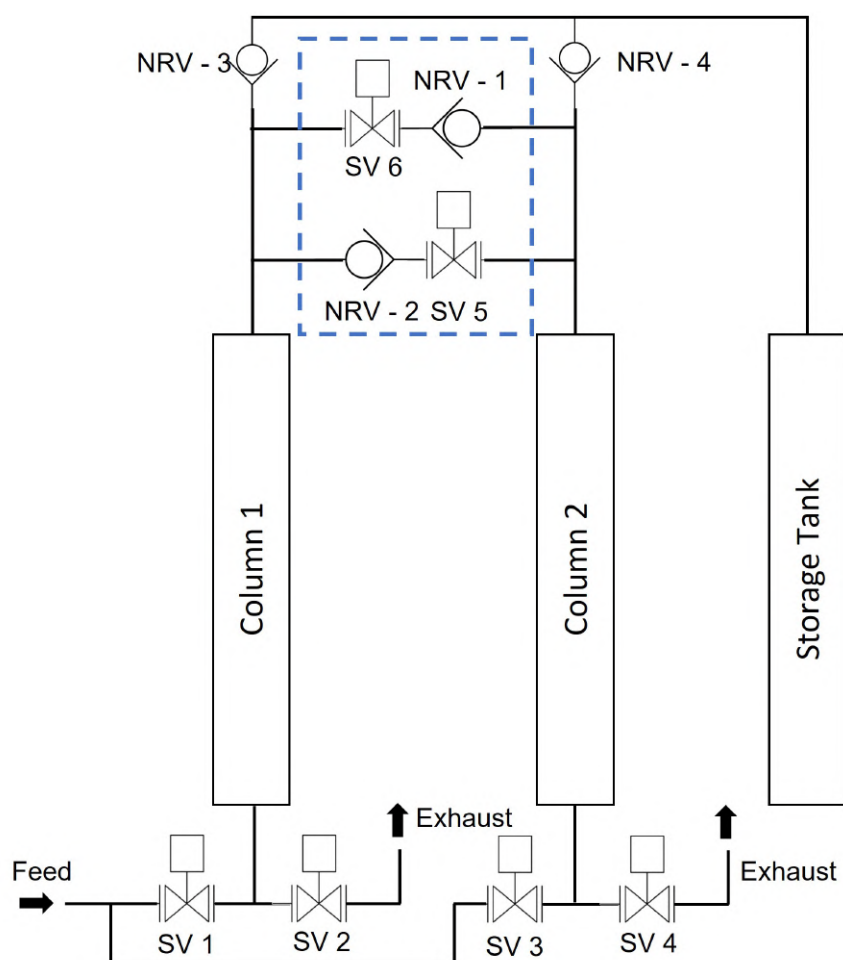 NRV - 3
NRV - 1
NRV - 4
SV 6
NRV - 2
SV 5
Column 1
Column 2
Storage Tank
Exhaust
Feed
Exhaust
SV 1
SV 2
SV 3
SV 4